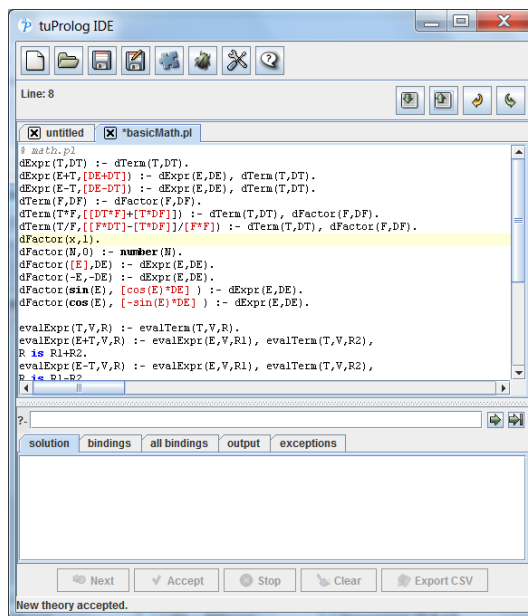 tuProlog IDE
Line: 8
untitled
*basicMath.pl
% math.pl
dExpr(T,DT) :- dTerm(T,DT).
dExpr(E+T,[DE+DT]) :- dExpr(E,DE), dTerm(T,DT).
dExpr(E-T,[DE-DT]) :- dExpr(E,DE), dTerm(T,DT).
dTerm(F,DF) :- dFactor(F,DF).
dTerm(T*F,[[DT*F]+[T*DF]]) :- dTerm(T,DT), dFactor(F,DF).
dTerm(T/F,[[F*DT]-[T*DF]]/[F*F]) :- dTerm(T,DT), dFactor(F,DF).
dFactor(x,1).
dFactor(N,0) :- number(N).
dFactor([E],DE) :- dExpr(E,DE).
dFactor(-E,-DE) :- dExpr(E,DE).
dFactor(sin(E), [cos(E)*DE] ) :- dExpr(E,DE).
dFactor(cos(E), [-sin(E)*DE] ) :- dExpr(E,DE).
evalExpr(T,V,R) :- evalTerm(T,V,R).
evalExpr(E+T,V,R) :- evalExpr(E,V,R1), evalTerm(T,V,R2),
R is R1+R2.
evalExpr(E-T,V,R) :- evalExpr(E,V,R1), evalTerm(T,V,R2),
R is R1-R2
?-
solution
bindings
all bindings
output
exceptions
Next
Accept
Stop
Clear
Export CSV
New theory accepted.